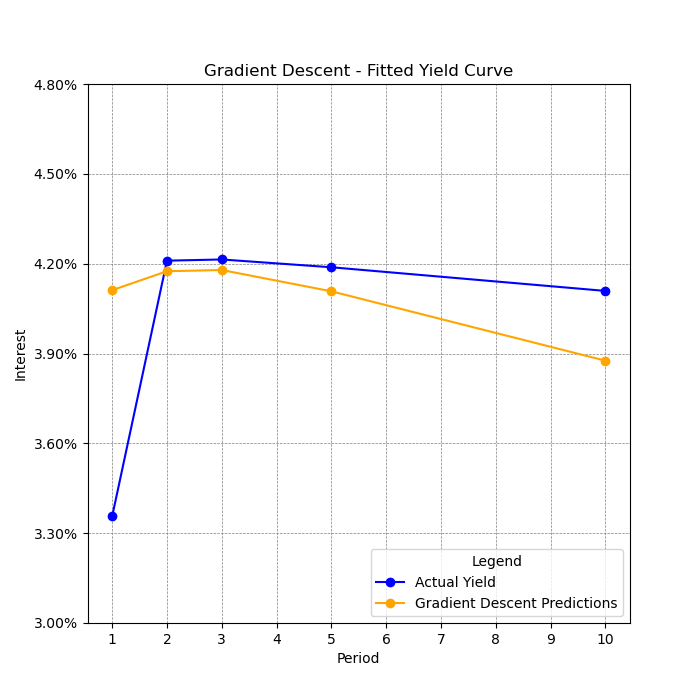 Gradient Descent - Fitted Yield Curve
4.80%
4.50%
4.20%
3.90%
3.60%
3.30%
3.00%
Interest
1 2 3 4 5 6 7 8 9 10
Period
Legend
Actual Yield
Gradient Descent Predictions